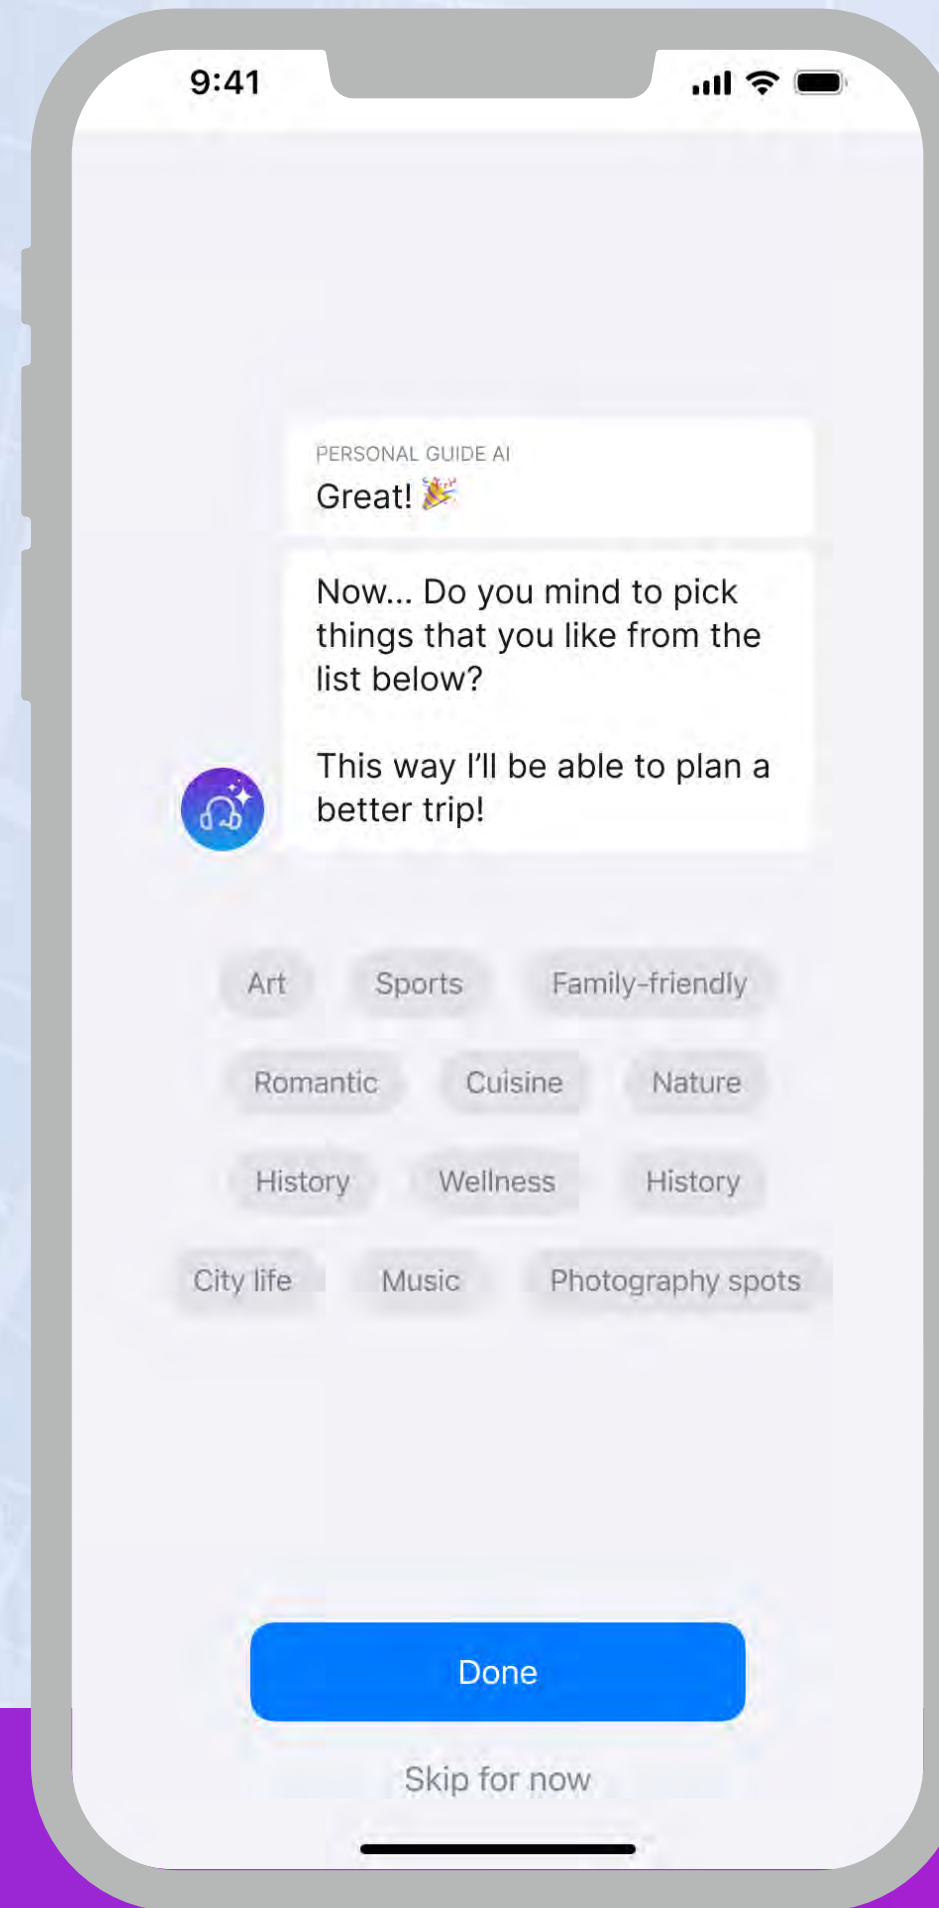 9:41
PERSONAL GUIDE AI
Great! 🎉
Now... Do you mind to pick
things that you like from the
list below?
This way I'll be able to plan a
better trip!
Art Sports Family-friendly
Romantic Cuisine Nature
History Wellness History
City life Music Photography spots
Done
Skip for now